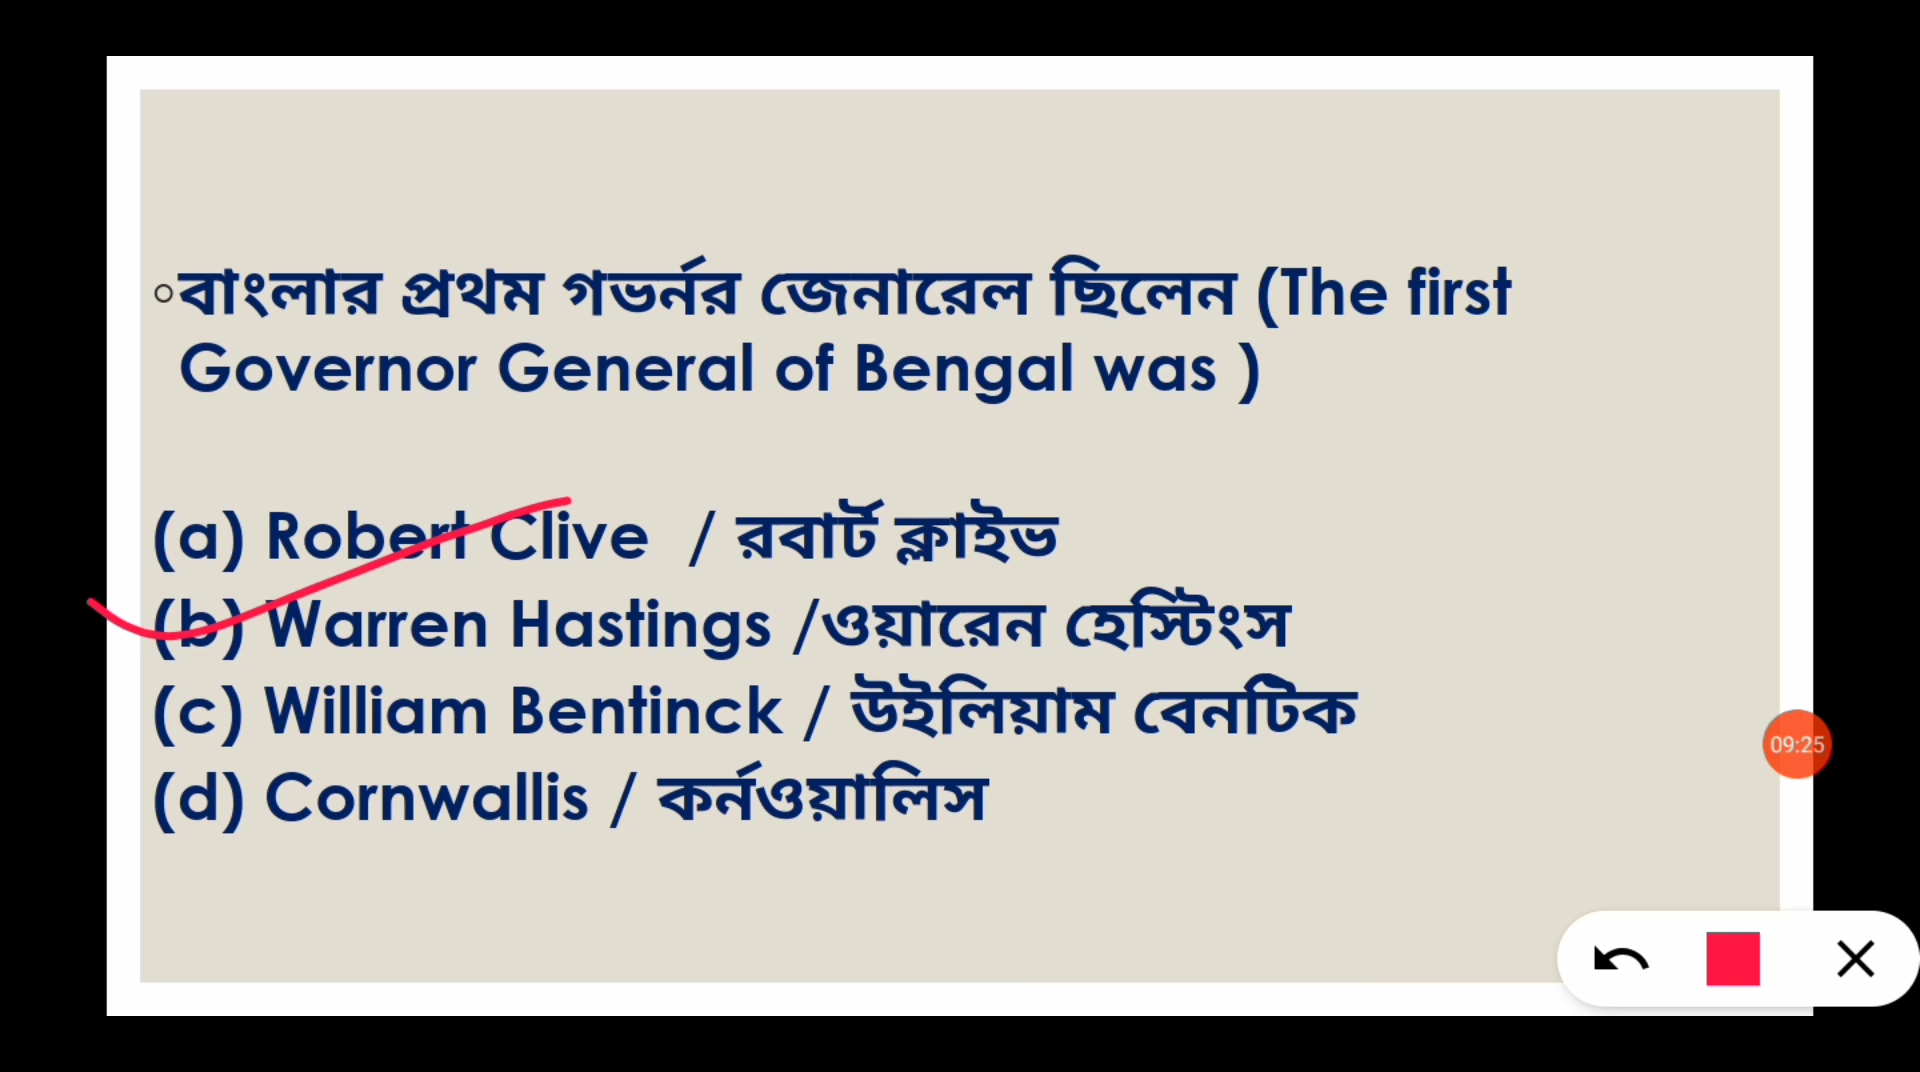 ◦বাংলার প্রথম গভর্নর জেনারেল ছিলেন (The first
Governor General of Bengal was )
(a) Robert Clive / রবার্ট ক্লাইভ
(b) Warren Hastings /ওয়ারেন হেস্টিংস
(c) William Bentinck / উইলিয়াম বেনটিক
(d) Cornwallis / কর্নওয়ালিস
09:25